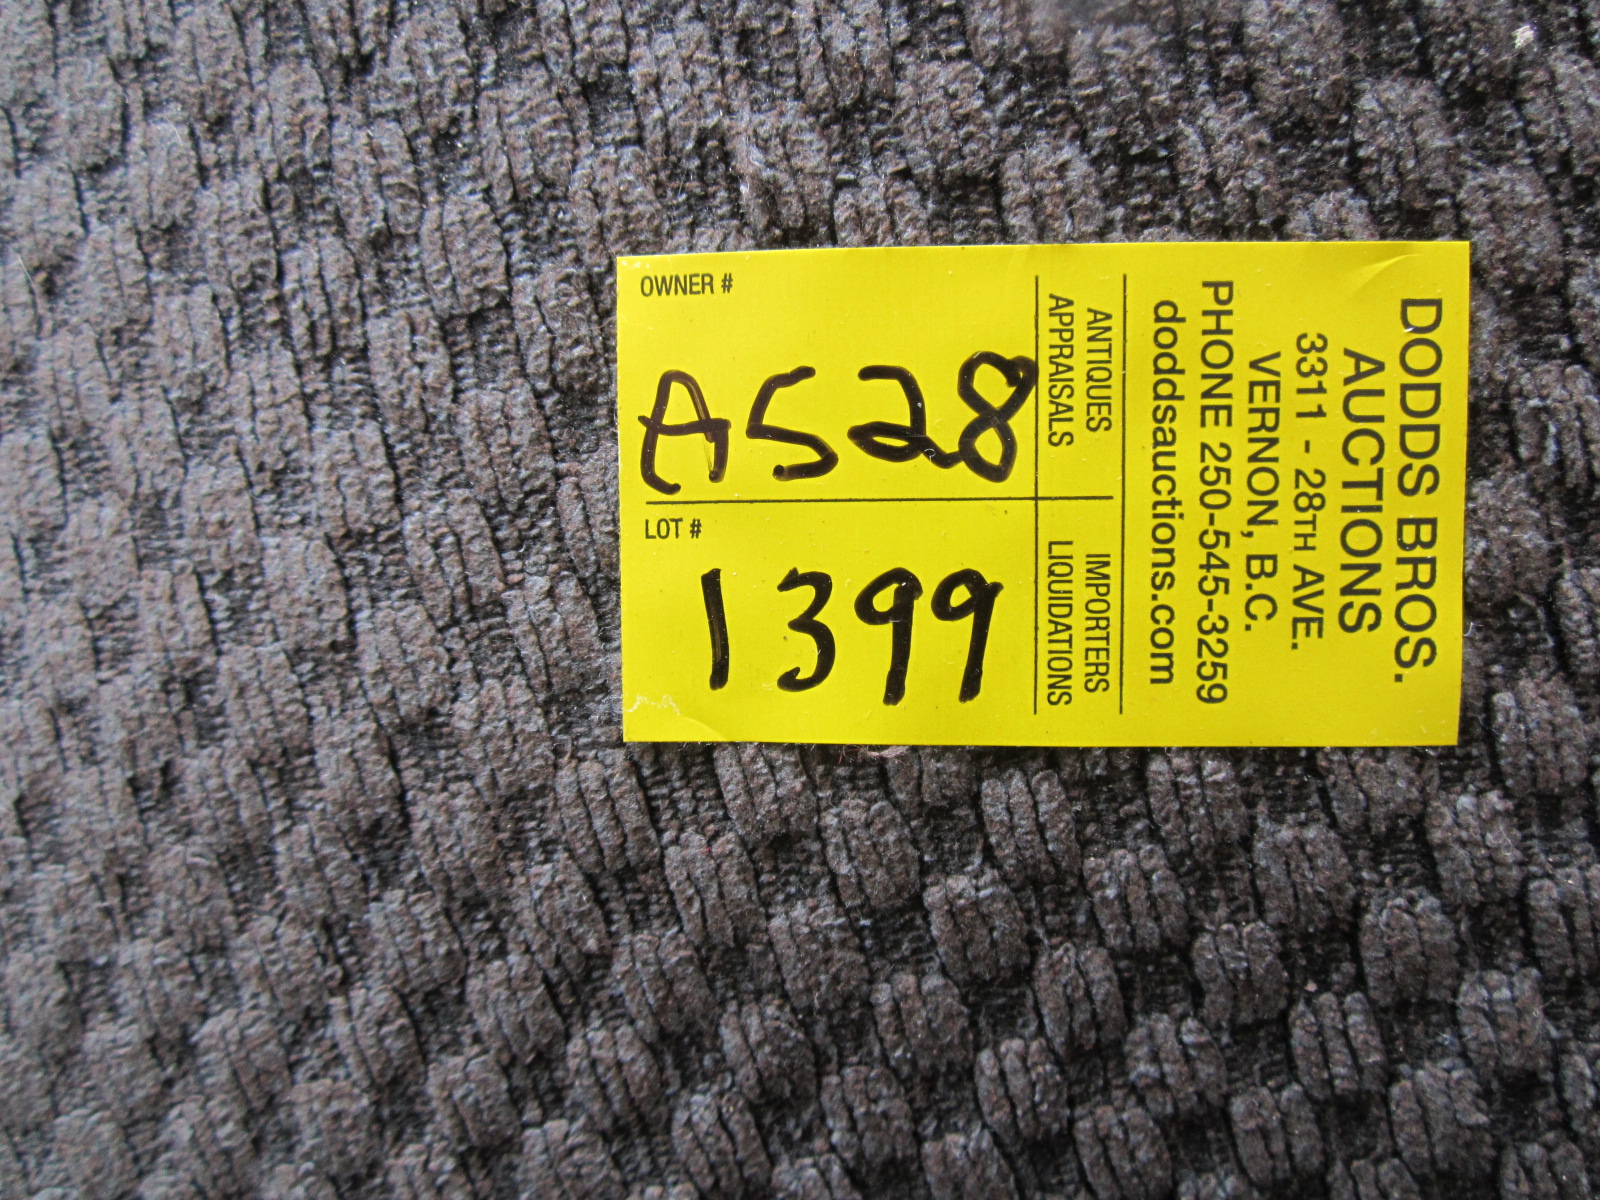 DODDS BROS.
AUCTIONS
3311 - 28TH AVE.
VERNON, B.C.
PHONE 250-545-3259
doddsauctions.com
ANTIQUES
APPRAISALS
IMPORTERS
LIQUIDATIONS
OWNER #
A528
LOT #
1399